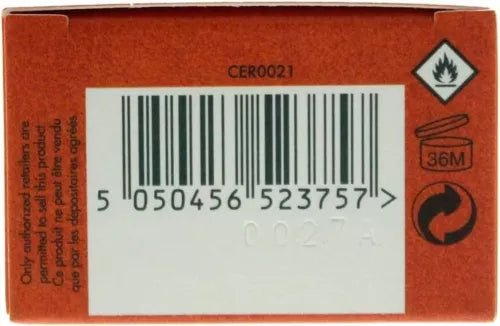 CER0021
5 050456 523757 >
0027A
36M
Only authorized retailers are
permitted to sell this product
Ce produit ne peut être vendu
que par les dépositaires agréés.